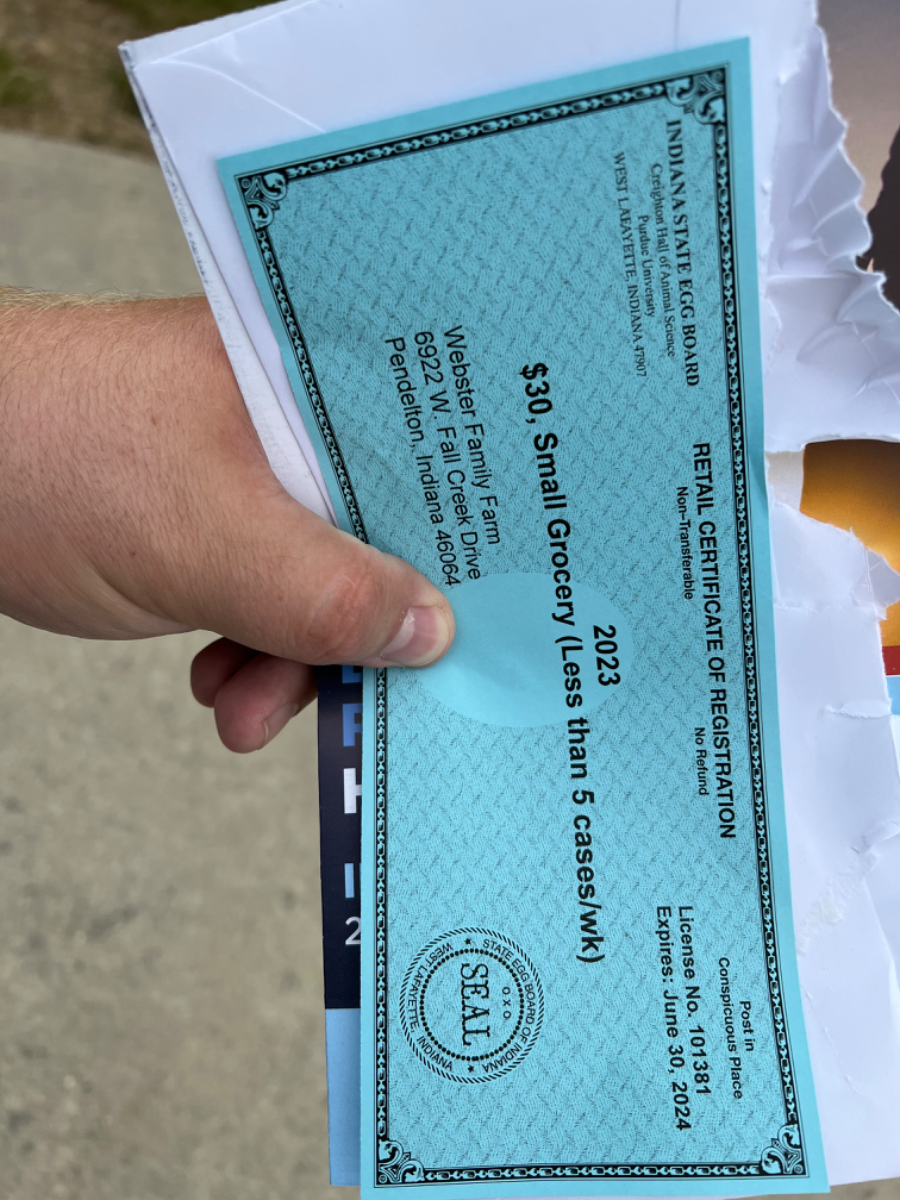 INDIANA STATE EGG BOARD
Creighton Hall of Animal Science
Purdue University
WEST LAFAYETTE, INDIANA 47907
RETAIL CERTIFICATE OF REGISTRATION
Non-Transferable
No Refund
Post in
Conspicuous Place
License No. 101381
Expires: June 30, 2024
2023
$30, Small Grocery (Less than 5 cases/wk)
Webster Family Farm
6922 W. Fall Creek Drive
Pendelton, Indiana 46064
STATE EGG BOARD OF INDIANA
O X O
SEAL
WEST LAFAYETTE, INDIANA